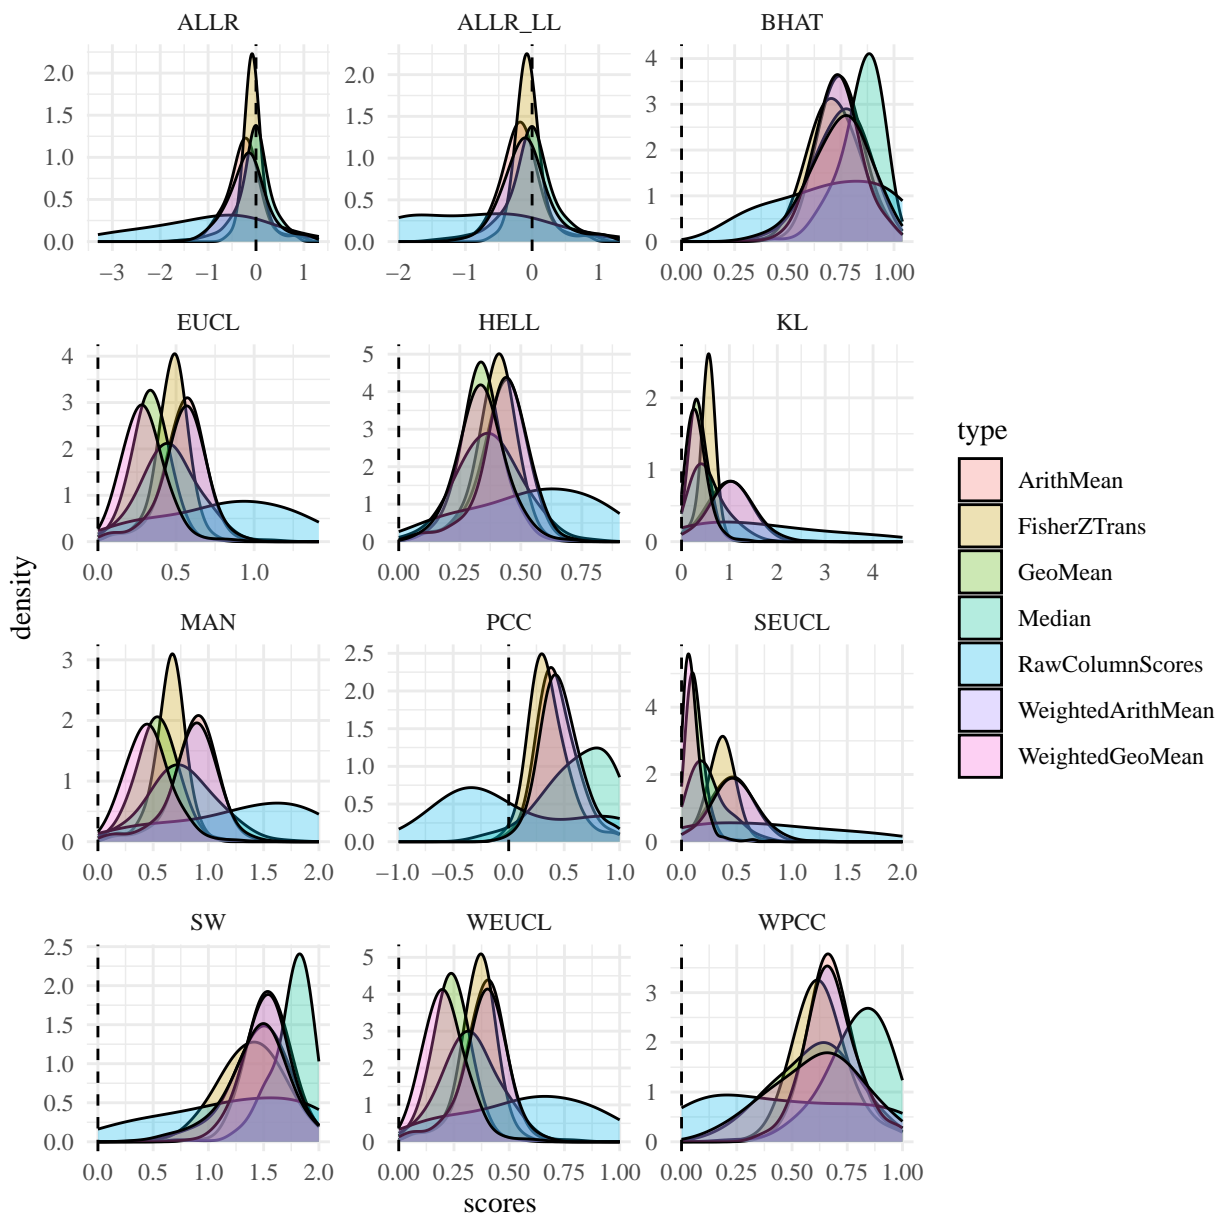 ALLR ALLR_LL BHAT
2.0 1.5 1.0 0.5 0.0
−3 −2 −1 0 1
2.0 1.5 1.0 0.5 0.0
−2 −1 0 1
4 3 2 1 0
0.00 0.25 0.50 0.75 1.00
EUCL HELL KL
4 3 2 1 0
0.0 0.5 1.0
5 4 3 2 1 0
0.00 0.25 0.50 0.75
2 1 0
0 1 2 3 4
MAN PCC SEUCL
3 2 1 0
0.0 0.5 1.0 1.5 2.0
2.5 2.0 1.5 1.0 0.5 0.0
−1.0 −0.5 0.0 0.5 1.0
4 2 0
0.0 0.5 1.0 1.5 2.0
SW WEUCL WPCC
2.5 2.0 1.5 1.0 0.5 0.0
0.0 0.5 1.0 1.5 2.0
5 4 3 2 1 0
0.00 0.25 0.50 0.75 1.00
3 2 1 0
0.00 0.25 0.50 0.75 1.00
density
scores
type
ArithMean
FisherZTrans
GeoMean
Median
RawColumnScores
WeightedArithMean
WeightedGeoMean